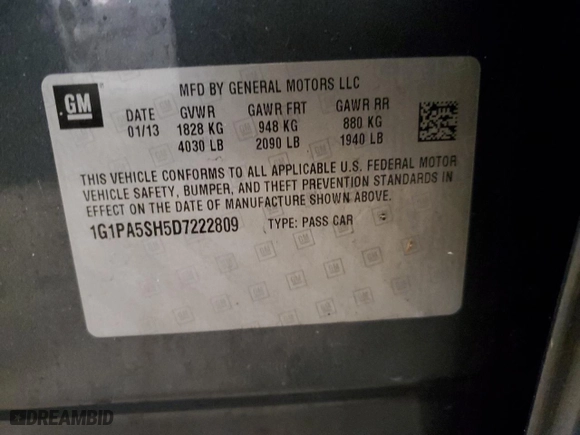 GM
MFD BY GENERAL MOTORS LLC
DATE GVWR GAWR FRT GAWR RR
01/13 1828 KG 948 KG 880 KG
4030 LB 2090 LB 1940 LB
THIS VEHICLE CONFORMS TO ALL APPLICABLE U.S. FEDERAL MOTOR
VEHICLE SAFETY, BUMPER, AND THEFT PREVENTION STANDARDS IN
EFFECT ON THE DATE OF MANUFACTURE SHOWN ABOVE.
1G1PA5SH5D7222809 TYPE: PASS CAR
DREAMBID